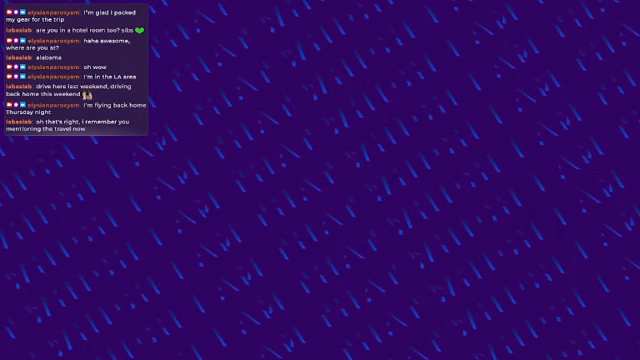 elysianparoxysm I'm glad I packed
my gear for the trip
labaslab are you in a hotel room too? sibs
elysianparoxysm haha awesome,
where are you at?
labaslab alabama
elysianparoxysm oh wow
elysianparoxysm I'm in the LA area
labaslab drive here last weekend, driving
back home this weekend
elysianparoxysm I'm flying back home
Thursday night
labaslab oh that's right, I remember you
mentioning the travel now